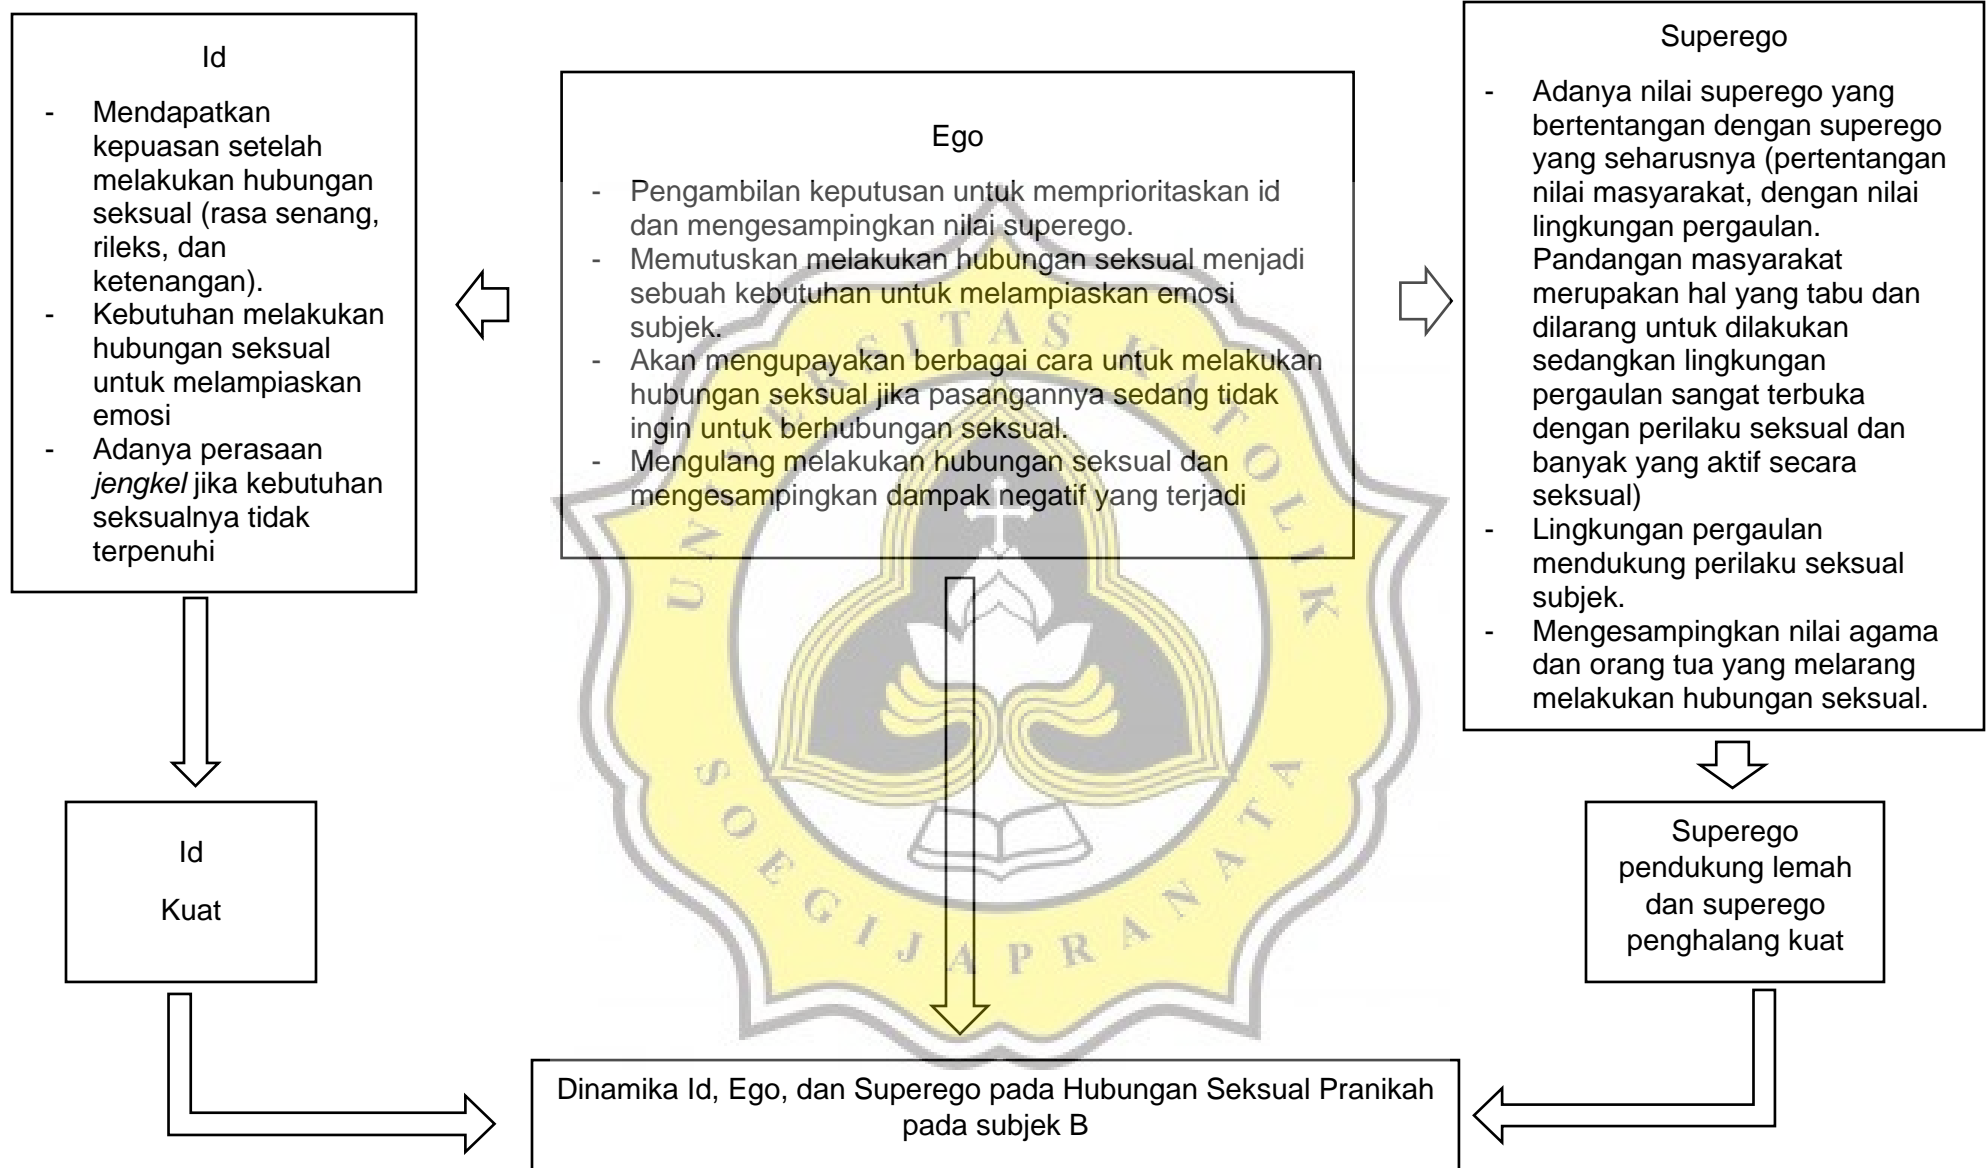 Id
- Mendapatkan
kepuasan setelah
melakukan hubungan
seksual (rasa senang,
rileks, dan
ketenangan).
- Kebutuhan melakukan
hubungan seksual
untuk melampiaskan
emosi
- Adanya perasaan
jengkel jika kebutuhan
seksualnya tidak
terpenuhi
Ego
- Pengambilan keputusan untuk memprioritaskan id
dan mengesampingkan nilai superego.
- Memutuskan melakukan hubungan seksual menjadi
sebuah kebutuhan untuk melampiaskan emosi
subjek.
- Akan mengupayakan berbagai cara untuk melakukan
hubungan seksual jika pasangannya sedang tidak
ingin untuk berhubungan seksual.
- Mengulang melakukan hubungan seksual dan
mengesampingkan dampak negatif yang terjadi
Superego
- Adanya nilai superego yang
bertentangan dengan superego
yang seharusnya (pertentangan
nilai masyarakat, dengan nilai
lingkungan pergaulan.
Pandangan masyarakat
merupakan hal yang tabu dan
dilarang untuk dilakukan
sedangkan lingkungan
pergaulan sangat terbuka
dengan perilaku seksual dan
banyak yang aktif secara
seksual)
- Lingkungan pergaulan
mendukung perilaku seksual
subjek.
- Mengesampingkan nilai agama
dan orang tua yang melarang
melakukan hubungan seksual.
Id
Kuat
Superego
pendukung lemah
dan superego
penghalang kuat
Dinamika Id, Ego, dan Superego pada Hubungan Seksual Pranikah
pada subjek B
UNIVERSITAS KATOLIK
SOEGIJAPRANATA